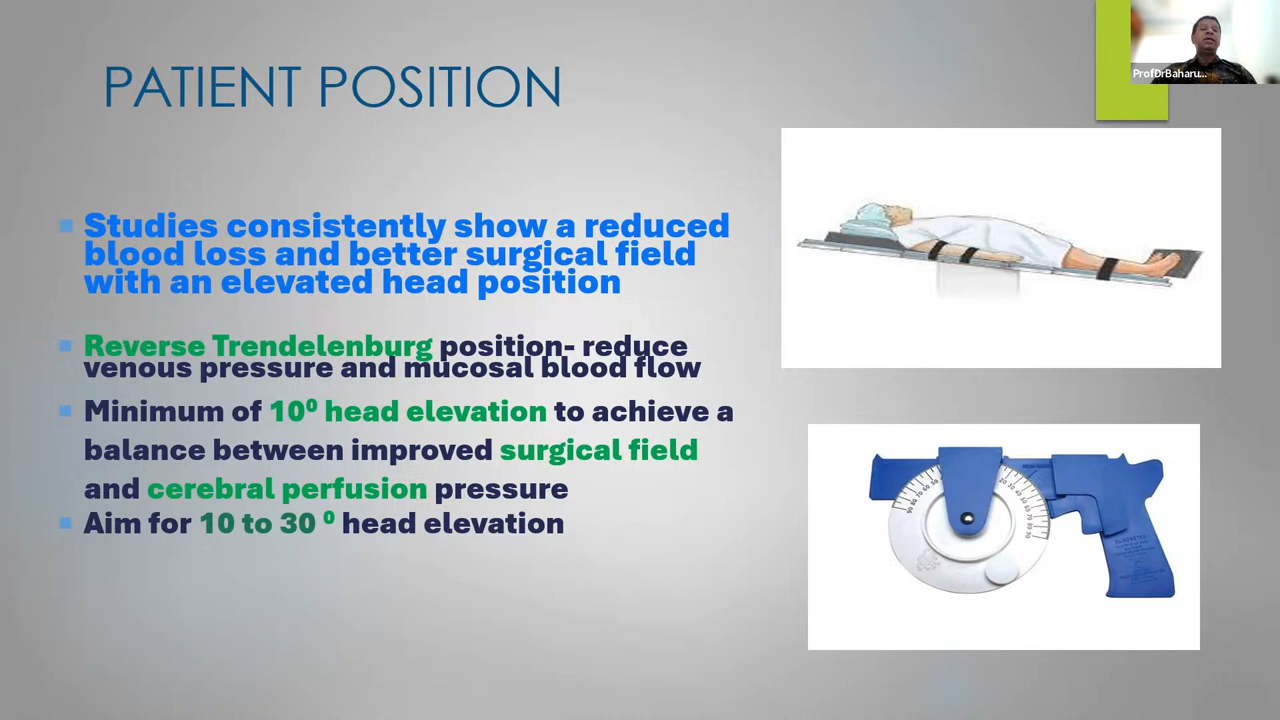 ProfDrBaharu...
PATIENT POSITION
Studies consistently show a reduced
blood loss and better surgical field
with an elevated head position
Reverse Trendelenburg position- reduce
venous pressure and mucosal blood flow
Minimum of 10⁰ head elevation to achieve a
balance between improved surgical field
and cerebral perfusion pressure
Aim for 10 to 30 ⁰ head elevation